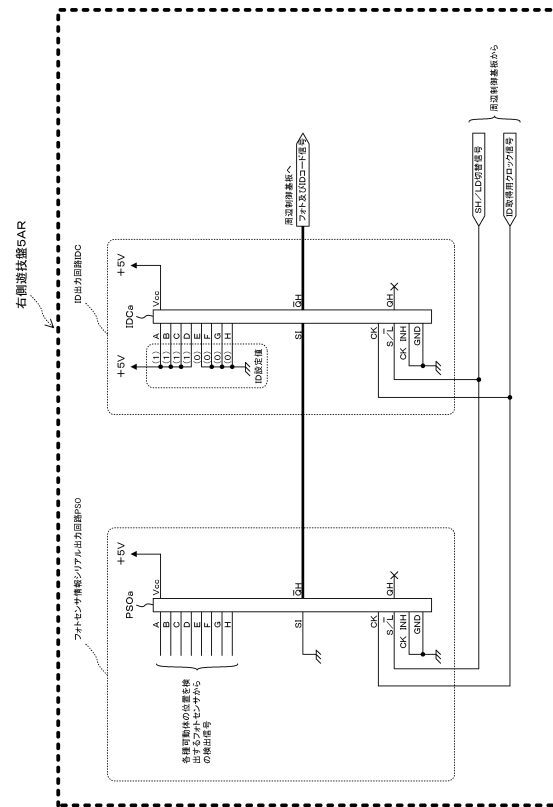 右側遊技盤5AR
フォトセンサ情報シリアル出力回路PSO
+5V
PSOa
Vcc
A
B
C
D
E
F
G
H
各種可動体の位置を検
出するフォトセンサから
の検出信号
SI
QH
QH
CK
S/L
CK INH
GND
ID出力回路IDC
+5V
+5V
IDCa
Vcc
A (1)
B (1)
C (1)
D (1)
E (0)
F (0)
G (0)
H (0)
ID設定値
SI
QH
QH
CK
S/L
CK INH
GND
周辺制御基板へ
フォト及びIDコード信号
周辺制御基板から
SH/LD切替信号
ID取得用クロック信号